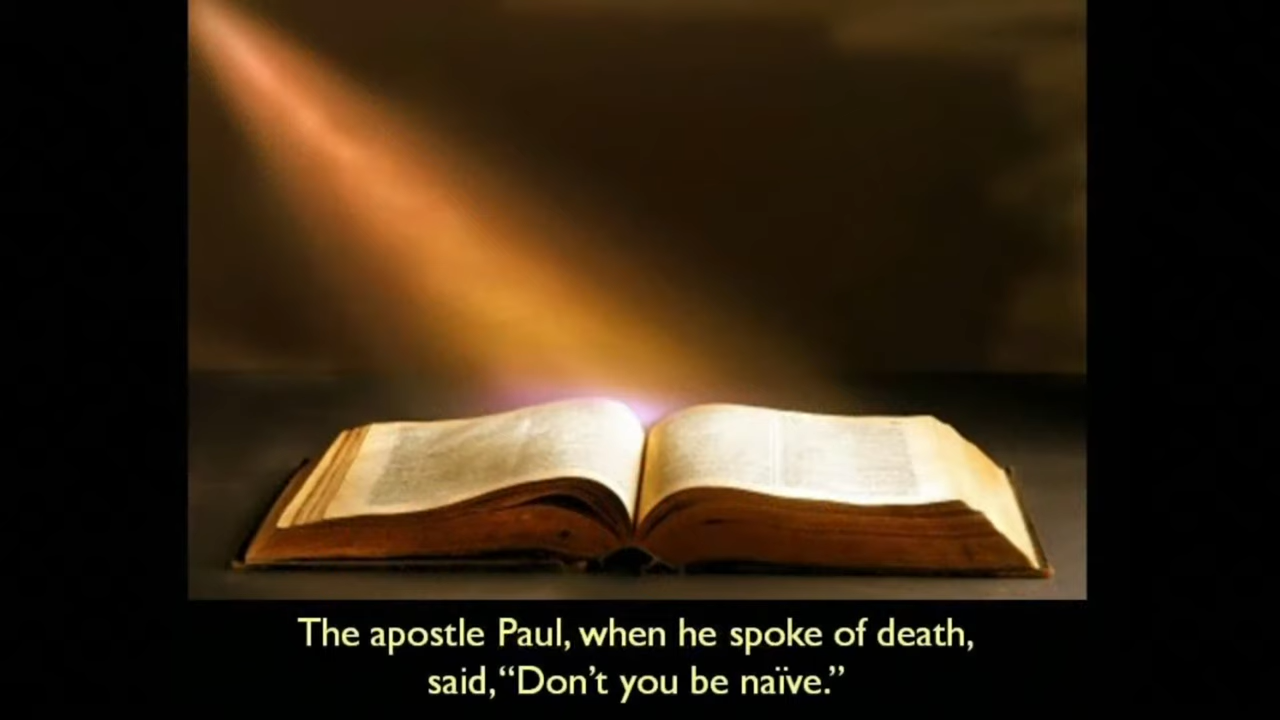 The apostle Paul, when he spoke of death,
said, “Don’t you be naïve.”